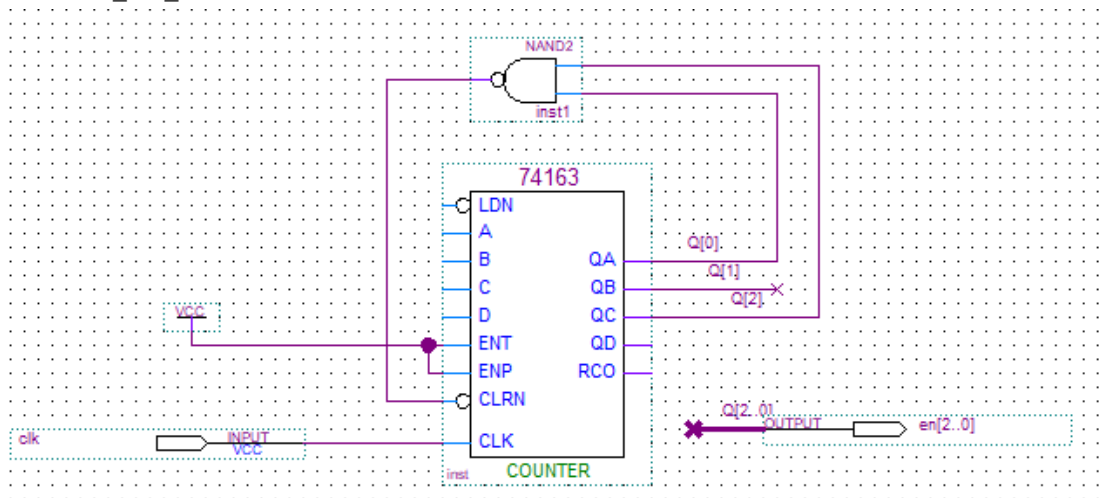 NAND2
inst1
74163
LDN
A
B
C
D
ENT
ENP
CLRN
CLK
QA
QB
QC
QD
RCO
Q[0]
Q[1]
Q[2]
VCC
clk
INPUT
VCC
inst
COUNTER
Q[2..0]
OUTPUT
en[2..0]